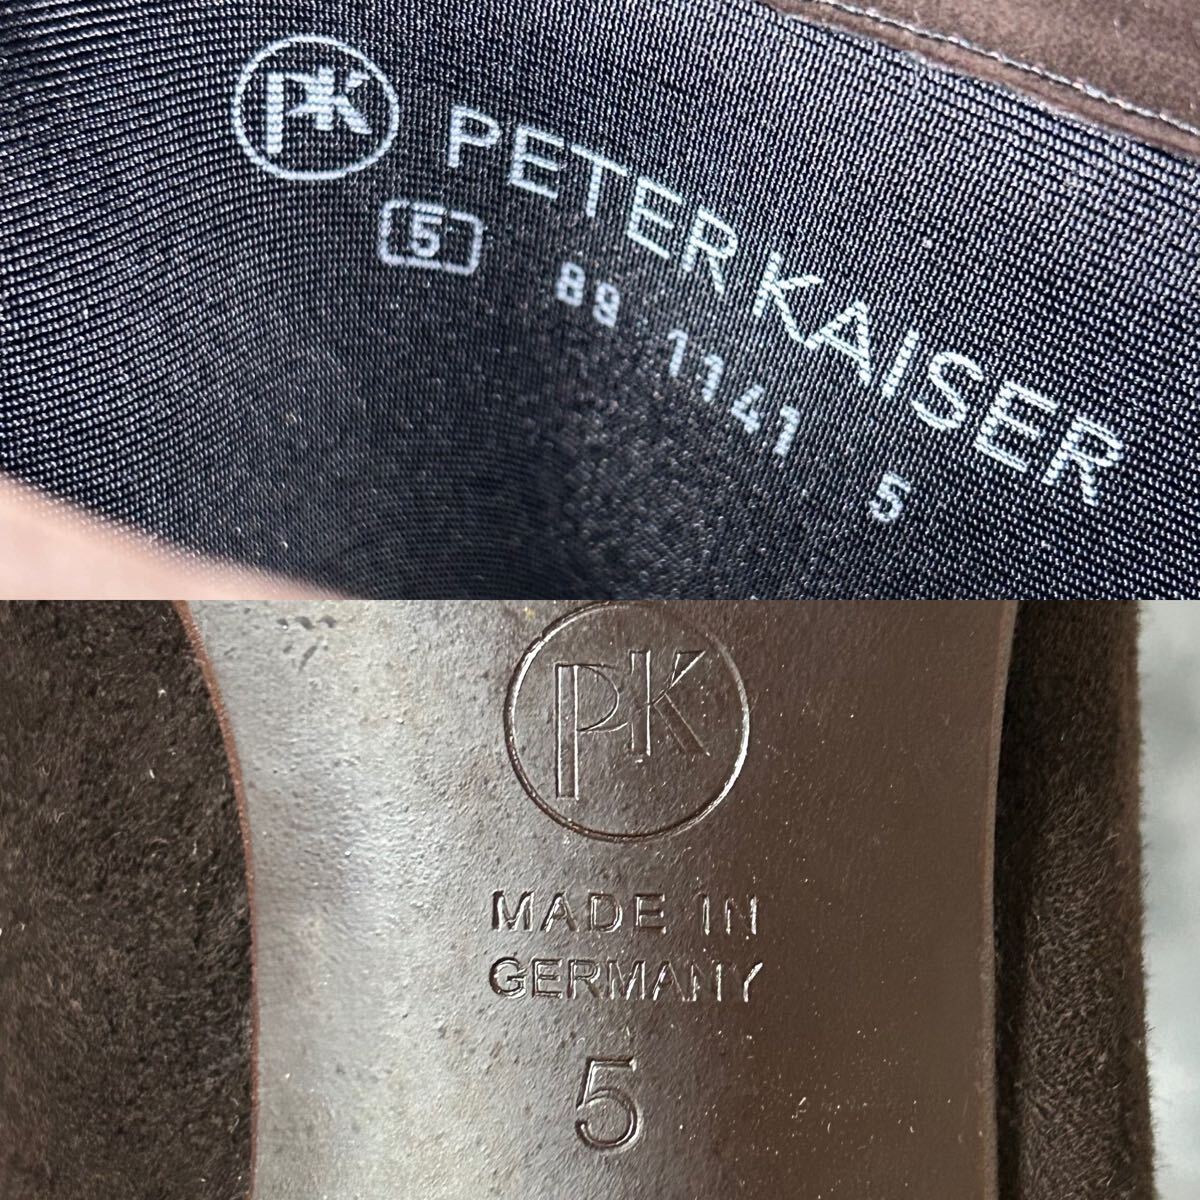 PK PETER KAISER
5 89 1141 5
PK
MADE IN
GERMANY
5